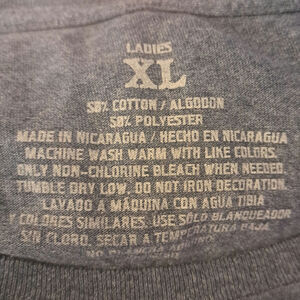 LADIES
XL
50% COTTON / ALGODON
50% POLYESTER
MADE IN NICARAGUA / HECHO EN NICARAGUA
MACHINE WASH WARM WITH LIKE COLORS.
ONLY NON-CHLORINE BLEACH WHEN NEEDED.
TUMBLE DRY LOW. DO NOT IRON DECORATION.
LAVADO A MÁQUINA CON AGUA TIBIA
Y COLORES SIMILARES. USE SÓLO BLANQUEADOR
SIN CLORO. SECAR A TEMPERATURA BAJA
NO